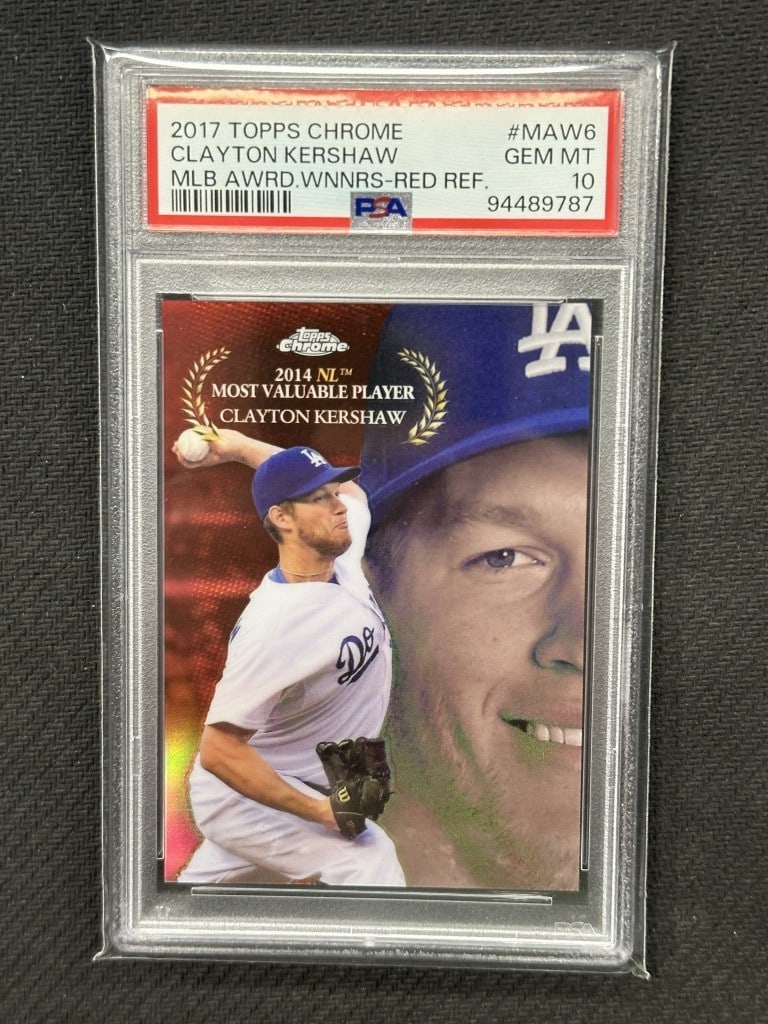 2017 TOPPS CHROME #MAW6
CLAYTON KERSHAW GEM MT
MLB AWRD.WNNRS-RED REF. 10
PSA 94489787
LA
Topps
Chrome
2014 NL™
MOST VALUABLE PLAYER
CLAYTON KERSHAW
LA
Do
W
PSA